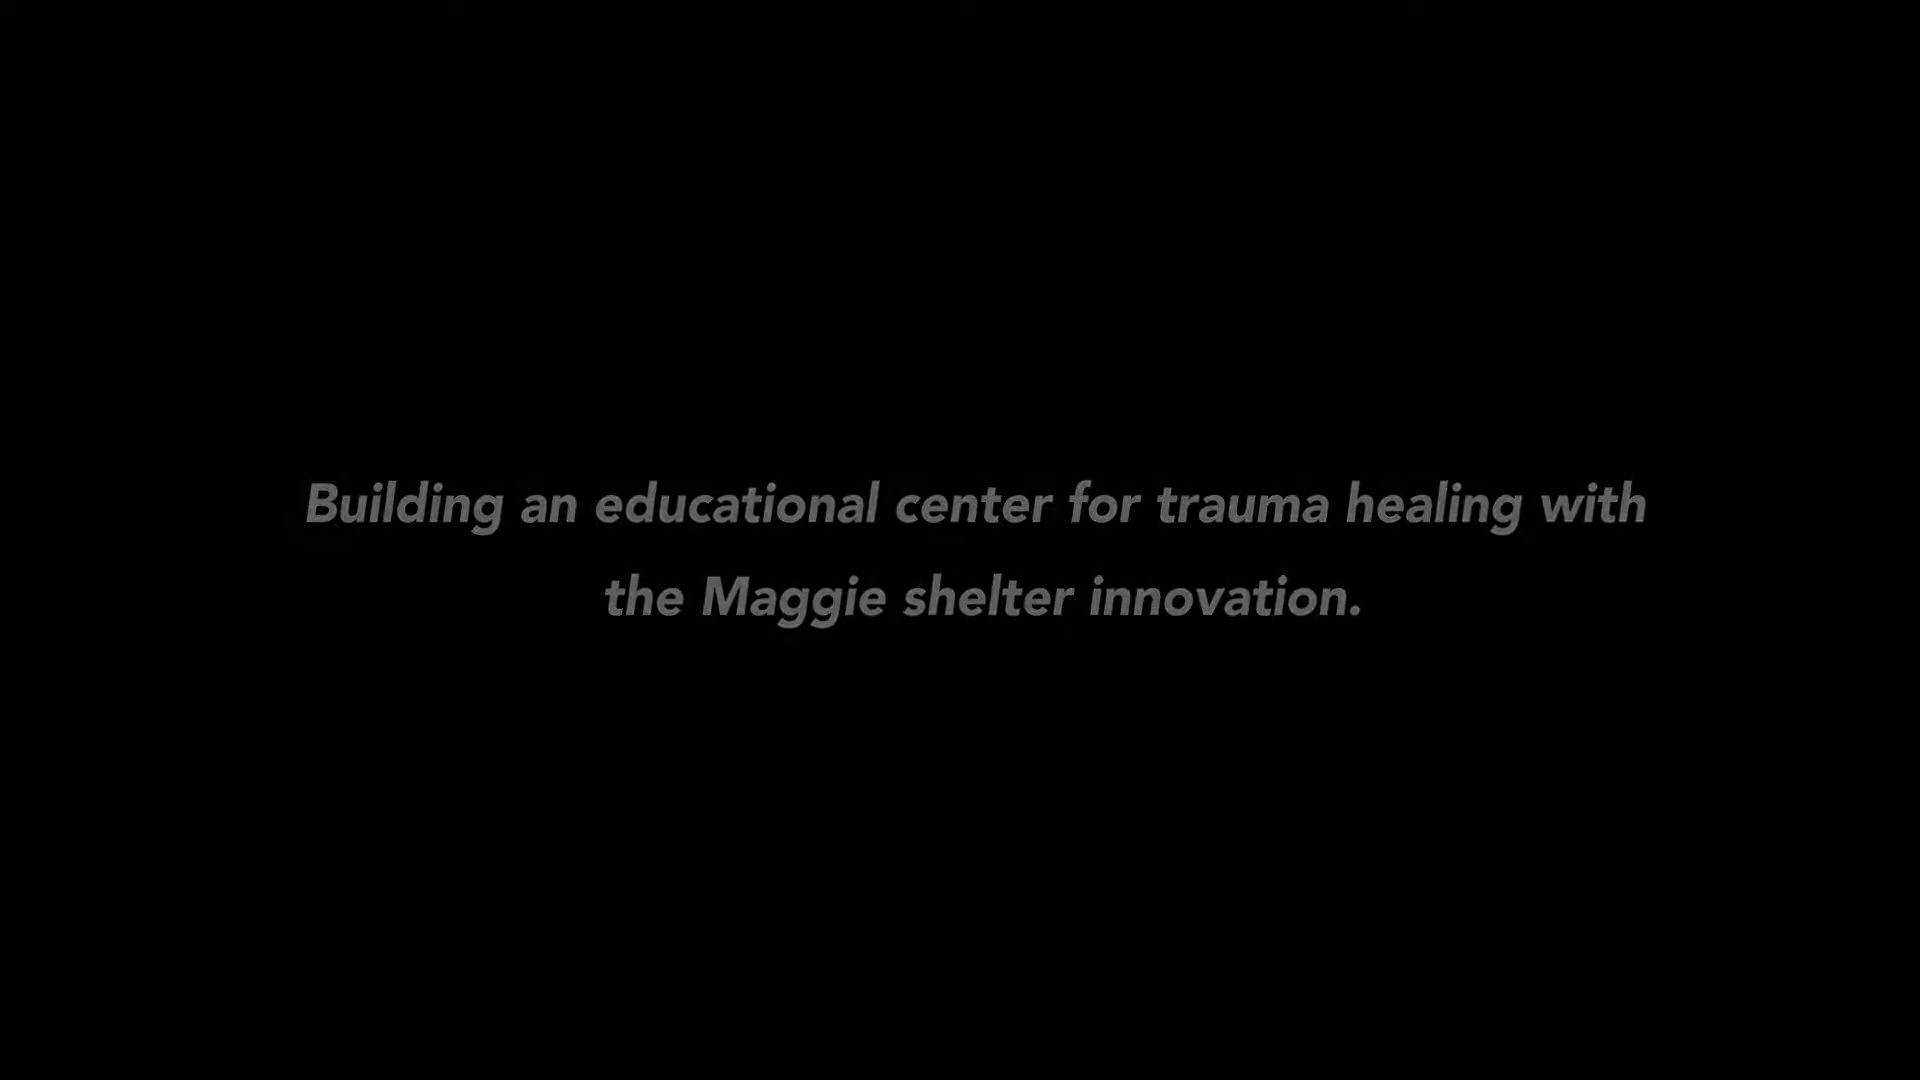 Building an educational center for trauma healing with
the Maggie shelter innovation.